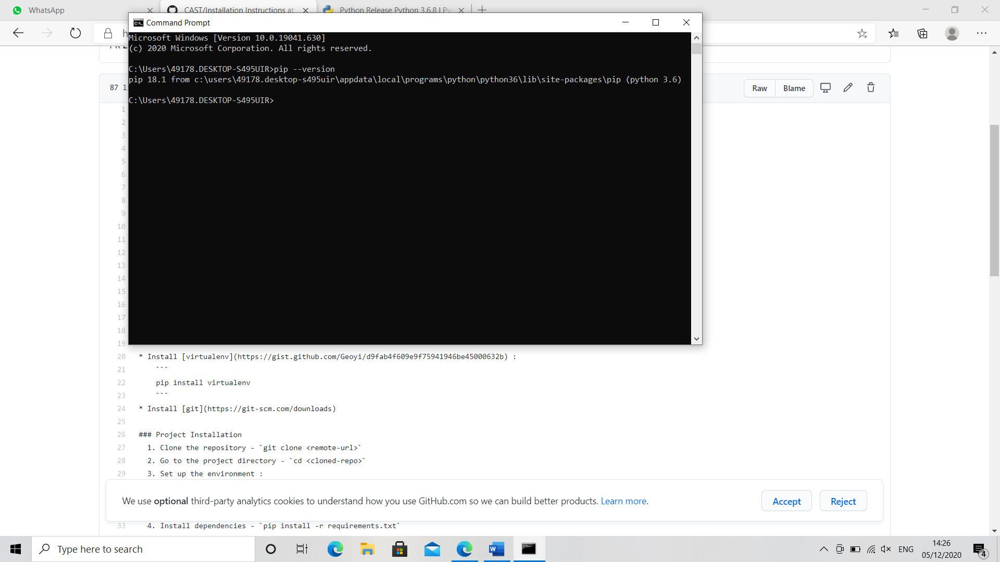 WhatsApp
CAST/Installation Instructions at
Python Release Python 3.6.8 | Py
Command Prompt
Microsoft Windows [Version 10.0.19041.630]
(c) 2020 Microsoft Corporation. All rights reserved.
C:\Users\49178.DESKTOP-S495UIR>pip --version
pip 18.1 from c:\users\49178.desktop-s495uir\appdata\local\programs\python\python36\lib\site-packages\pip (python 3.6)
C:\Users\49178.DESKTOP-S495UIR>
87 li
Raw
Blame
1
2
3
4
5
6
7
8
9
10
11
12
13
14
15
16
17
18
19
20 * Install [virtualenv](https://gist.github.com/Geoyi/d9fab4f609e9f75941946be45000632b) :
21 ```
22 pip install virtualenv
23 ```
24 * Install [git](https://git-scm.com/downloads)
25
26 ### Project Installation
27 1. Clone the repository - `git clone <remote-url>`
28 2. Go to the project directory - `cd <cloned-repo>`
29 3. Set up the environment :
We use optional third-party analytics cookies to understand how you use GitHub.com so we can build better products. Learn more.
Accept
Reject
33 4. Install dependencies - `pip install -r requirements.txt`
Type here to search
ENG
14:26
05/12/2020
4